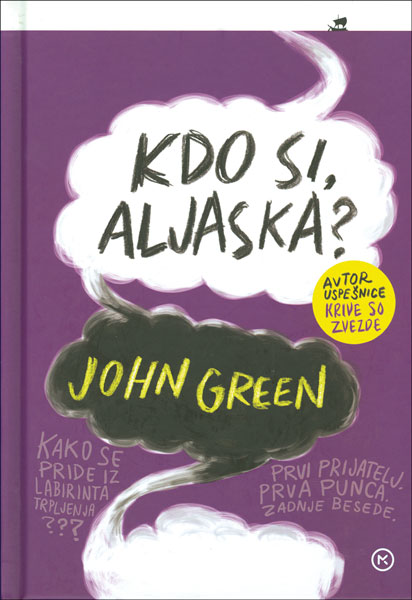 KDO SI,
ALJASKA?
AVTOR
USPEŠNICE
KRIVE SO
ZVEZDE
JOHN GREEN
KAKO SE
PRIDE IZ
LABIRINTA
TRPLJENJA
???
PRVI PRIJATELJ.
PRVA PUNCA.
ZADNJE BESEDE.